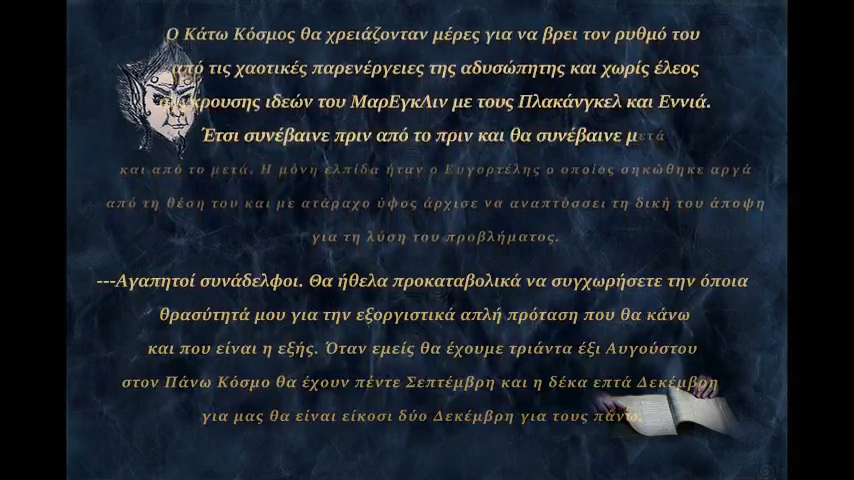 Ο Κάτω Κόσμος θα χρειάζονταν μέρες για να βρει τον ρυθμό του
από τις χαοτικές παρενέργειες της αδυσώπητης και χωρίς έλεος
σύγκρουσης ιδεών του ΜαρΕγκΛιν με τους Πλακάνγκελ και Εννιά.
Έτσι συνέβαινε πριν από το πριν και θα συνέβαινε μετά
και από το μετά. Η μόνη ελπίδα ήταν ο Ευγορτέλης ο οποίος σηκώθηκε αργά
από τη θέση του και με ατάραχο ύφος άρχισε να αναπτύσσει τη δική του άποψη
για τη λύση του προβλήματος.
---Αγαπητοί συνάδελφοι. Θα ήθελα προκαταβολικά να συγχωρήσετε την όποια
θρασύτητά μου για την εξοργιστικά απλή πρόταση που θα κάνω
και που είναι η εξής. Όταν εμείς θα έχουμε τριάντα έξι Αυγούστου
στον Πάνω Κόσμο θα έχουν πέντε Σεπτέμβρη και η δέκα επτά Δεκέμβρη
για μας θα είναι είκοσι δύο Δεκέμβρη για τους πάνω.